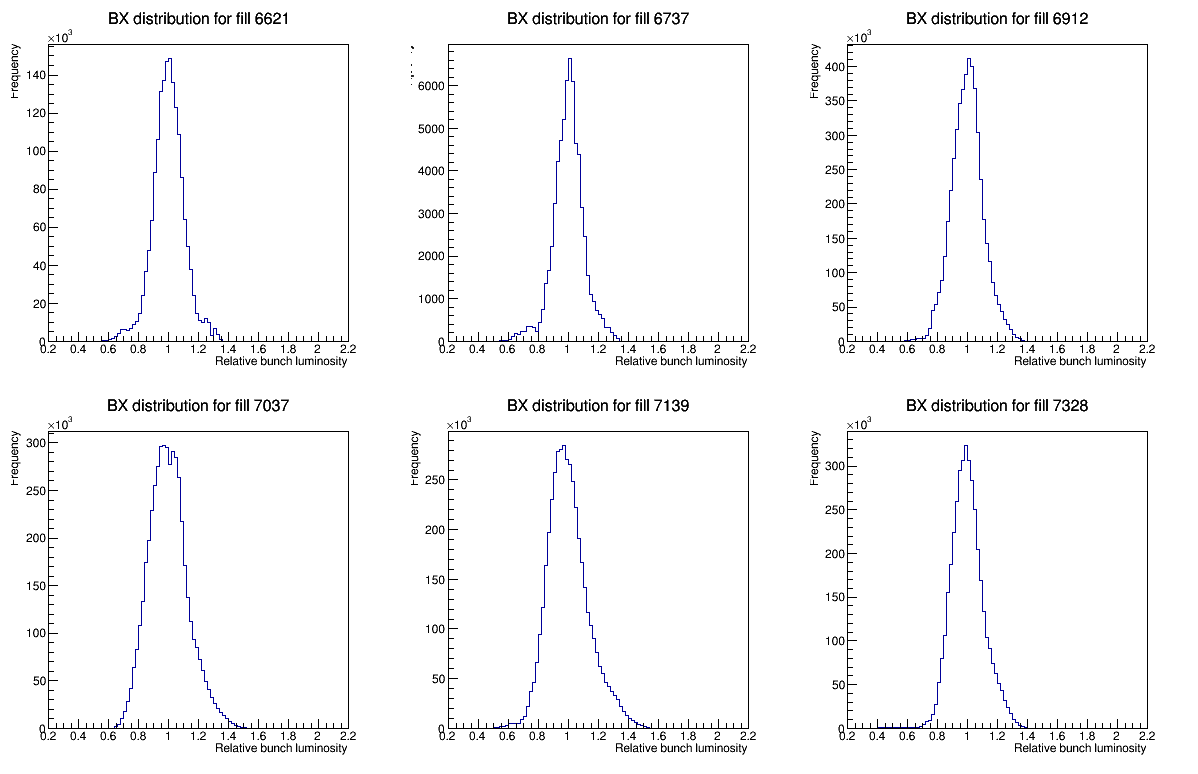 BX distribution for fill 6621
×10³
Frequency
140
120
100
80
60
40
20
0
0.2 0.4 0.6 0.8 1 1.2 1.4 1.6 1.8 2 2.2
Relative bunch luminosity
BX distribution for fill 6737
6000
5000
4000
3000
2000
1000
0
0.2 0.4 0.6 0.8 1 1.2 1.4 1.6 1.8 2 2.2
Relative bunch luminosity
BX distribution for fill 6912
×10³
Frequency
400
350
300
250
200
150
100
50
0
0.2 0.4 0.6 0.8 1 1.2 1.4 1.6 1.8 2 2.2
Relative bunch luminosity
BX distribution for fill 7037
×10³
Frequency
300
250
200
150
100
50
0
0.2 0.4 0.6 0.8 1 1.2 1.4 1.6 1.8 2 2.2
Relative bunch luminosity
BX distribution for fill 7139
×10³
Frequency
250
200
150
100
50
0
0.2 0.4 0.6 0.8 1 1.2 1.4 1.6 1.8 2 2.2
Relative bunch luminosity
BX distribution for fill 7328
×10³
Frequency
300
250
200
150
100
50
0
0.2 0.4 0.6 0.8 1 1.2 1.4 1.6 1.8 2 2.2
Relative bunch luminosity